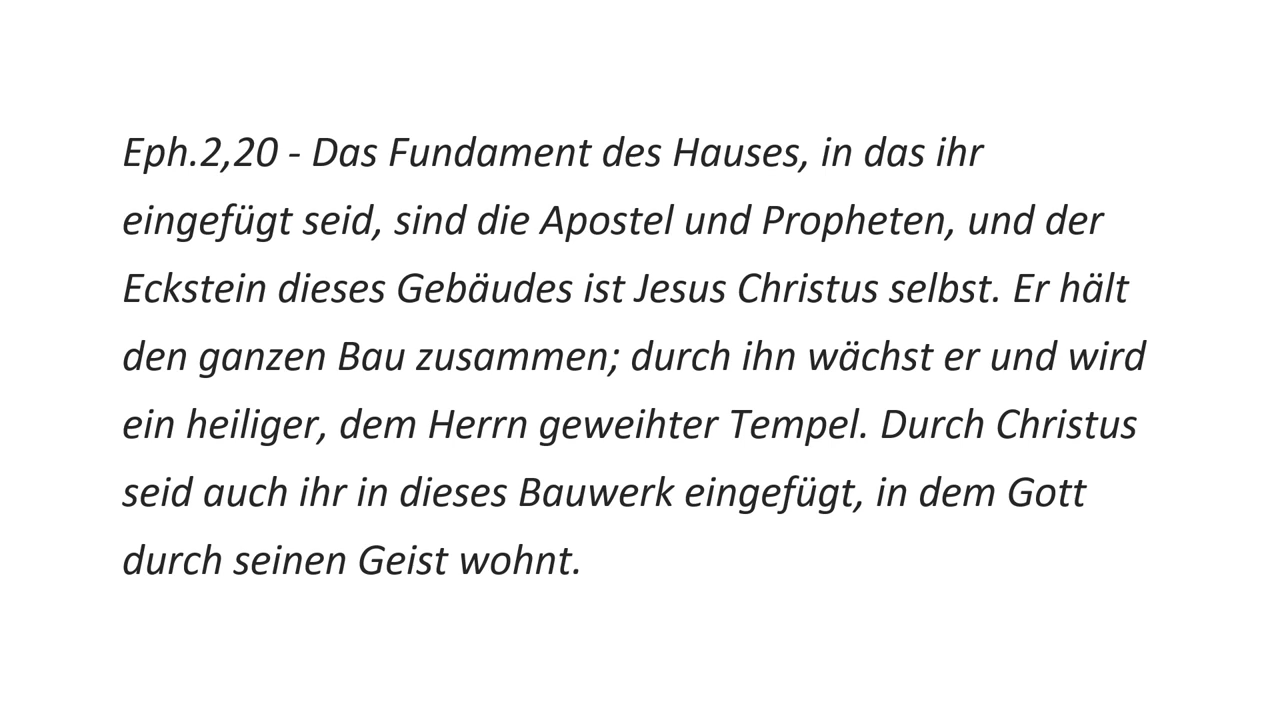 Eph.2,20 - Das Fundament des Hauses, in das ihr
eingefügt seid, sind die Apostel und Propheten, und der
Eckstein dieses Gebäudes ist Jesus Christus selbst. Er hält
den ganzen Bau zusammen; durch ihn wächst er und wird
ein heiliger, dem Herrn geweihter Tempel. Durch Christus
seid auch ihr in dieses Bauwerk eingefügt, in dem Gott
durch seinen Geist wohnt.